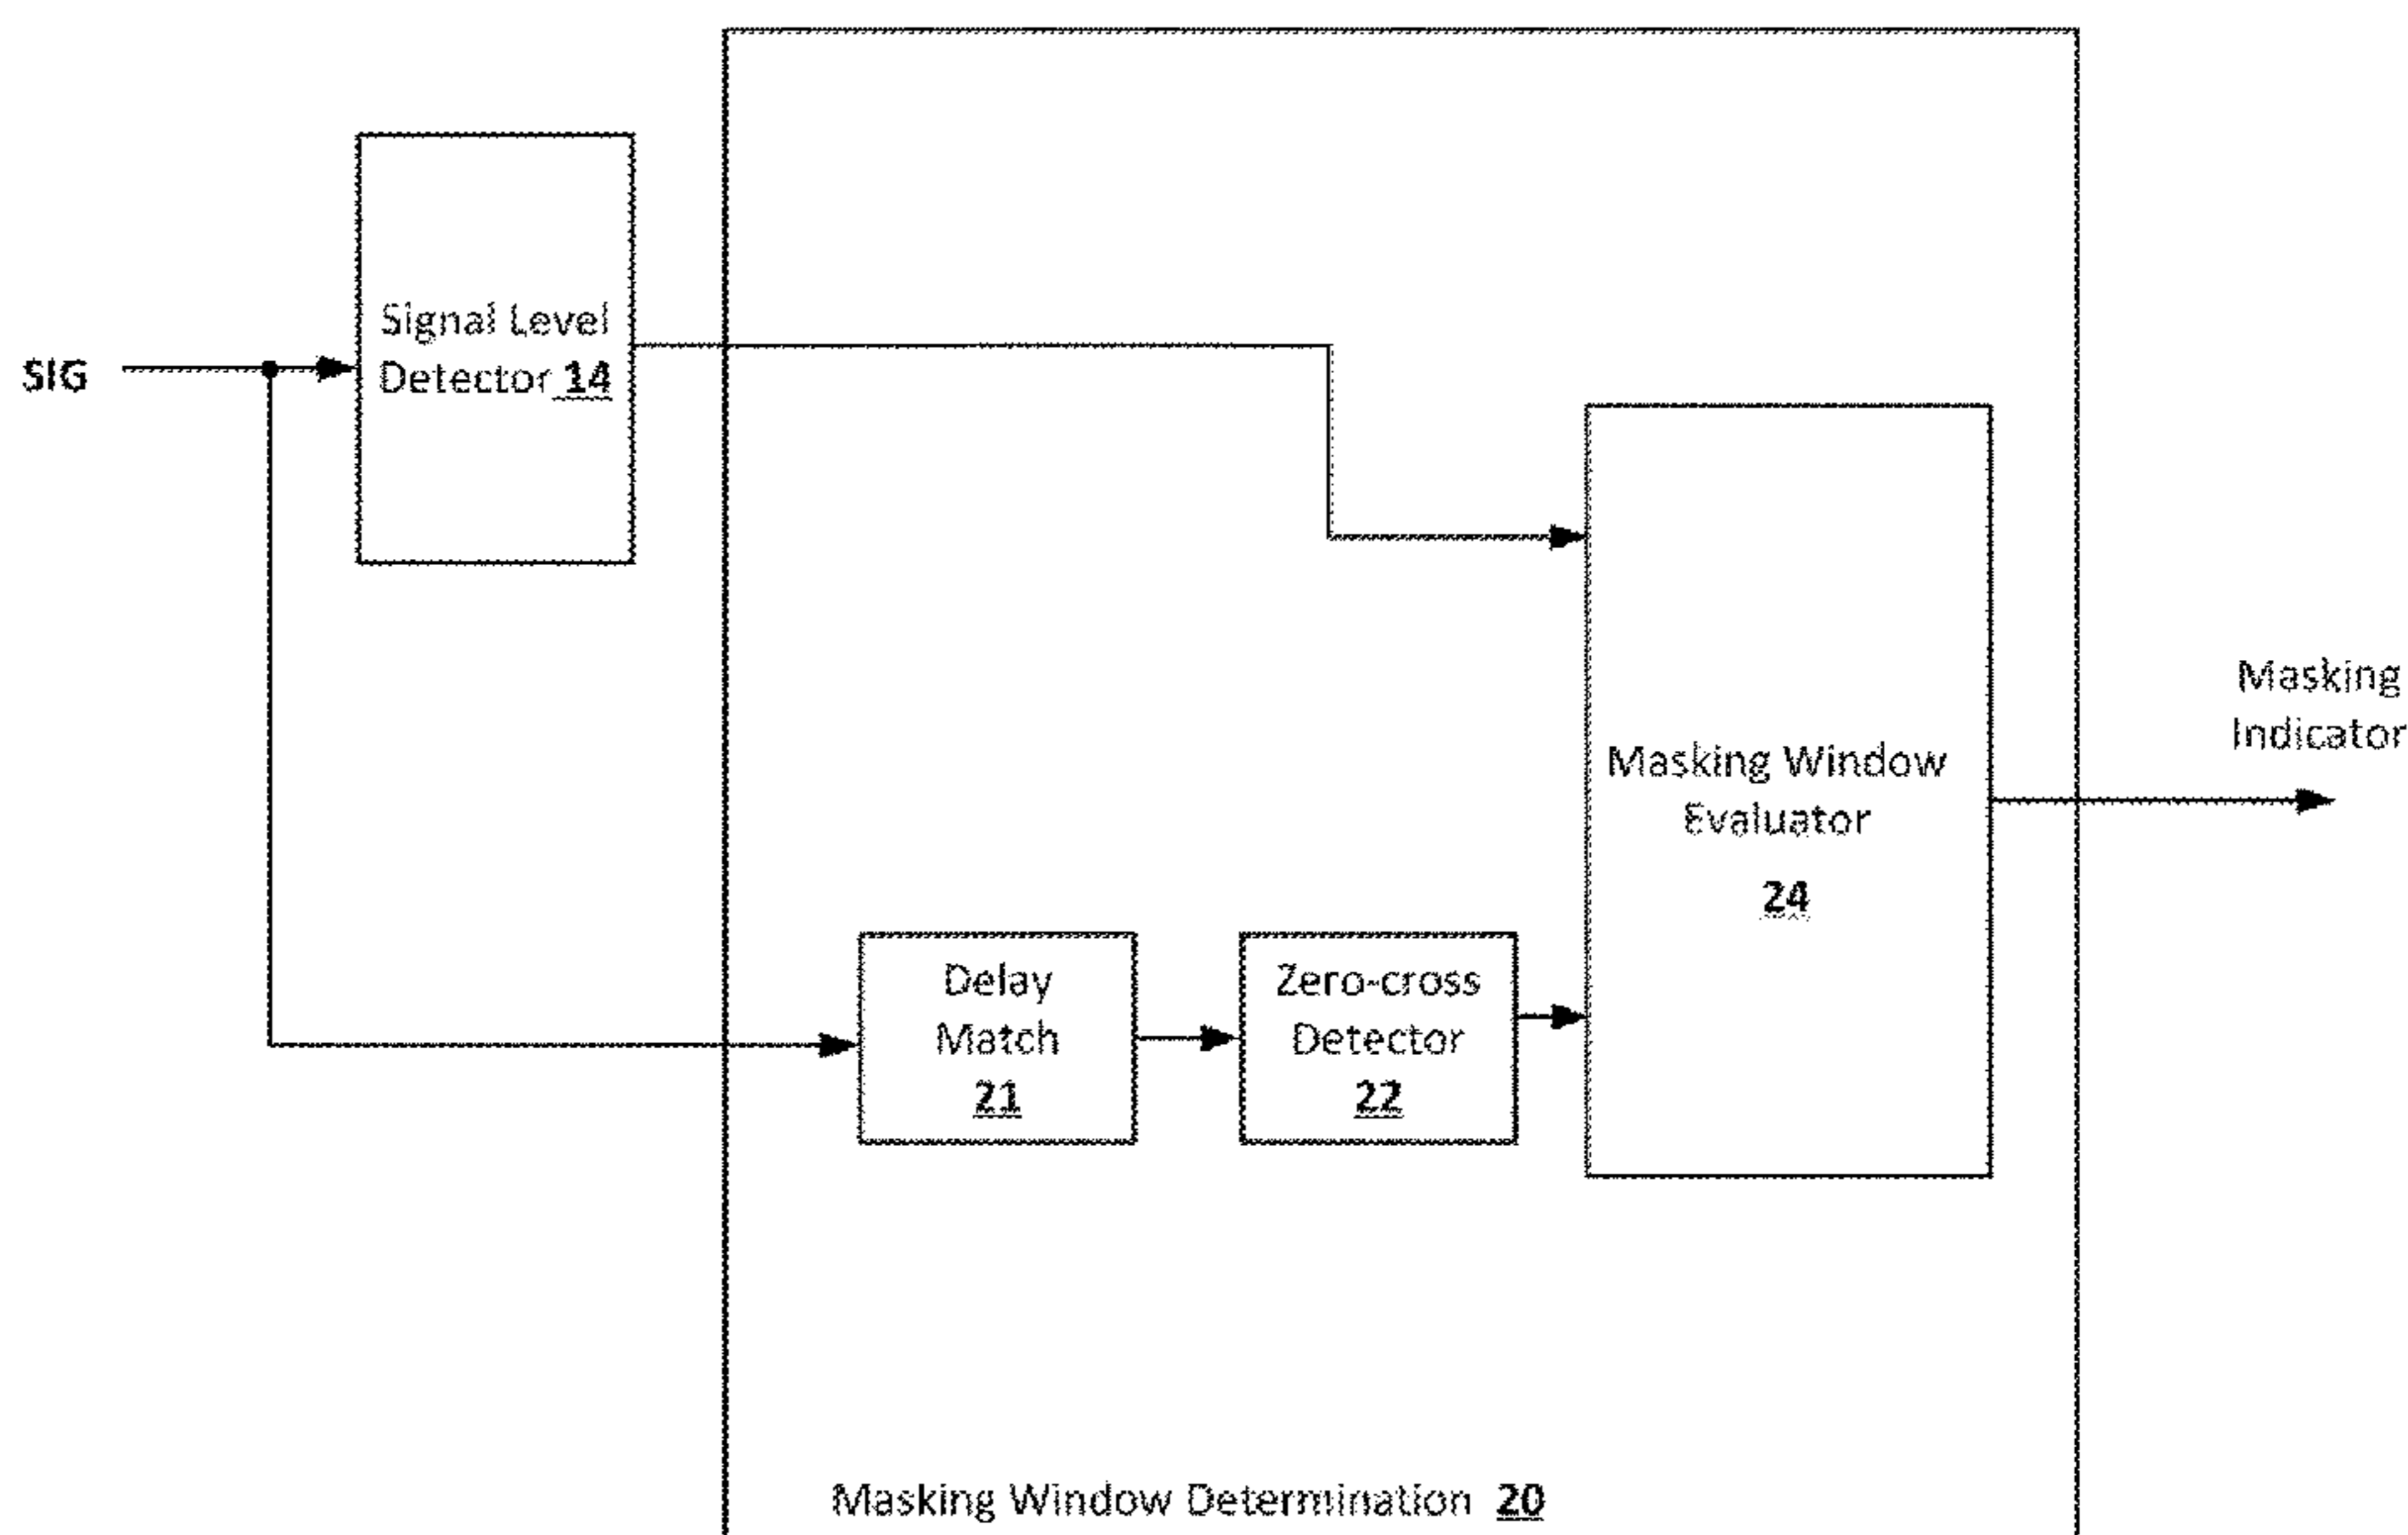 SIG
Signal Level
Detector 14
Masking Window
Evaluator
24
Masking
Indicator
Delay
Match
21
Zero-cross
Detector
22
Masking Window Determination 20